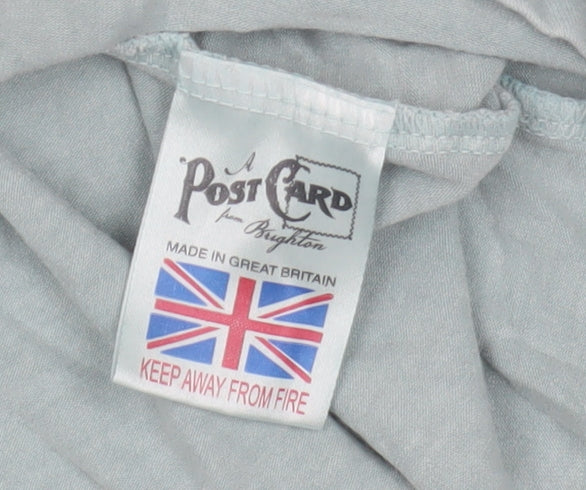 A
POST CARD
from Brighton
MADE IN GREAT BRITAIN
KEEP AWAY FROM FIRE